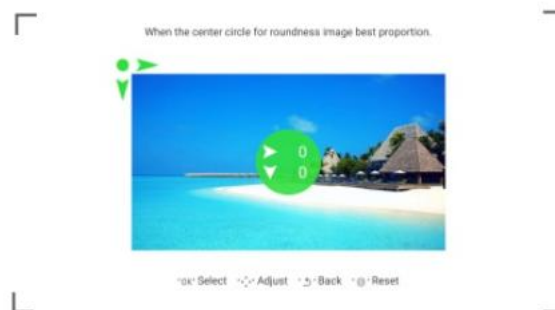 When the center circle for roundness image best proportion.
0
0
"OK" Select Adjust Back Reset